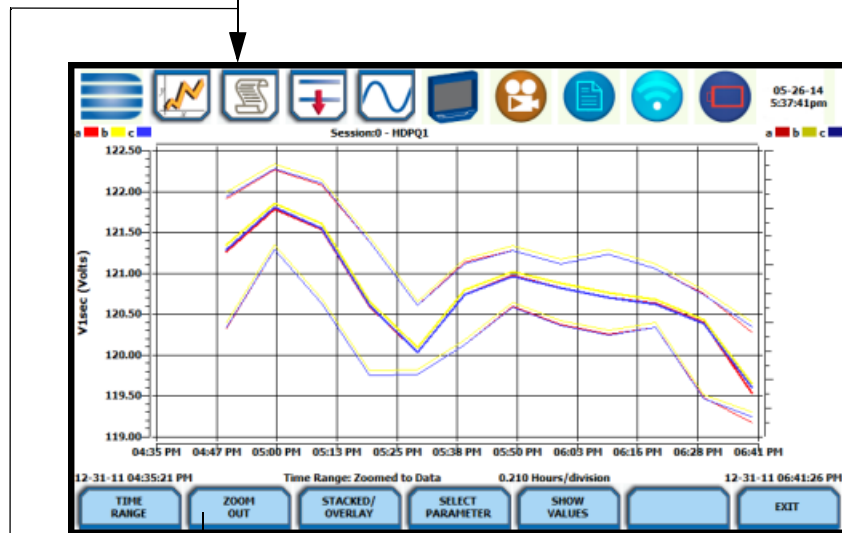 05-26-14
5:37:41pm
a b c
Session:0 - HDPQ1
a b c
122.50
122.00
121.50
121.00
120.50
120.00
119.50
119.00
V1sec (Volts)
04:35 PM 04:47 PM 05:00 PM 05:13 PM 05:25 PM 05:38 PM 05:50 PM 06:03 PM 06:16 PM 06:28 PM 06:41 PM
12-31-11 04:35:21 PM Time Range: Zoomed to Data 0.210 Hours/division 12-31-11 06:41:26 PM
TIME RANGE
ZOOM OUT
STACKED/ OVERLAY
SELECT PARAMETER
SHOW VALUES
EXIT